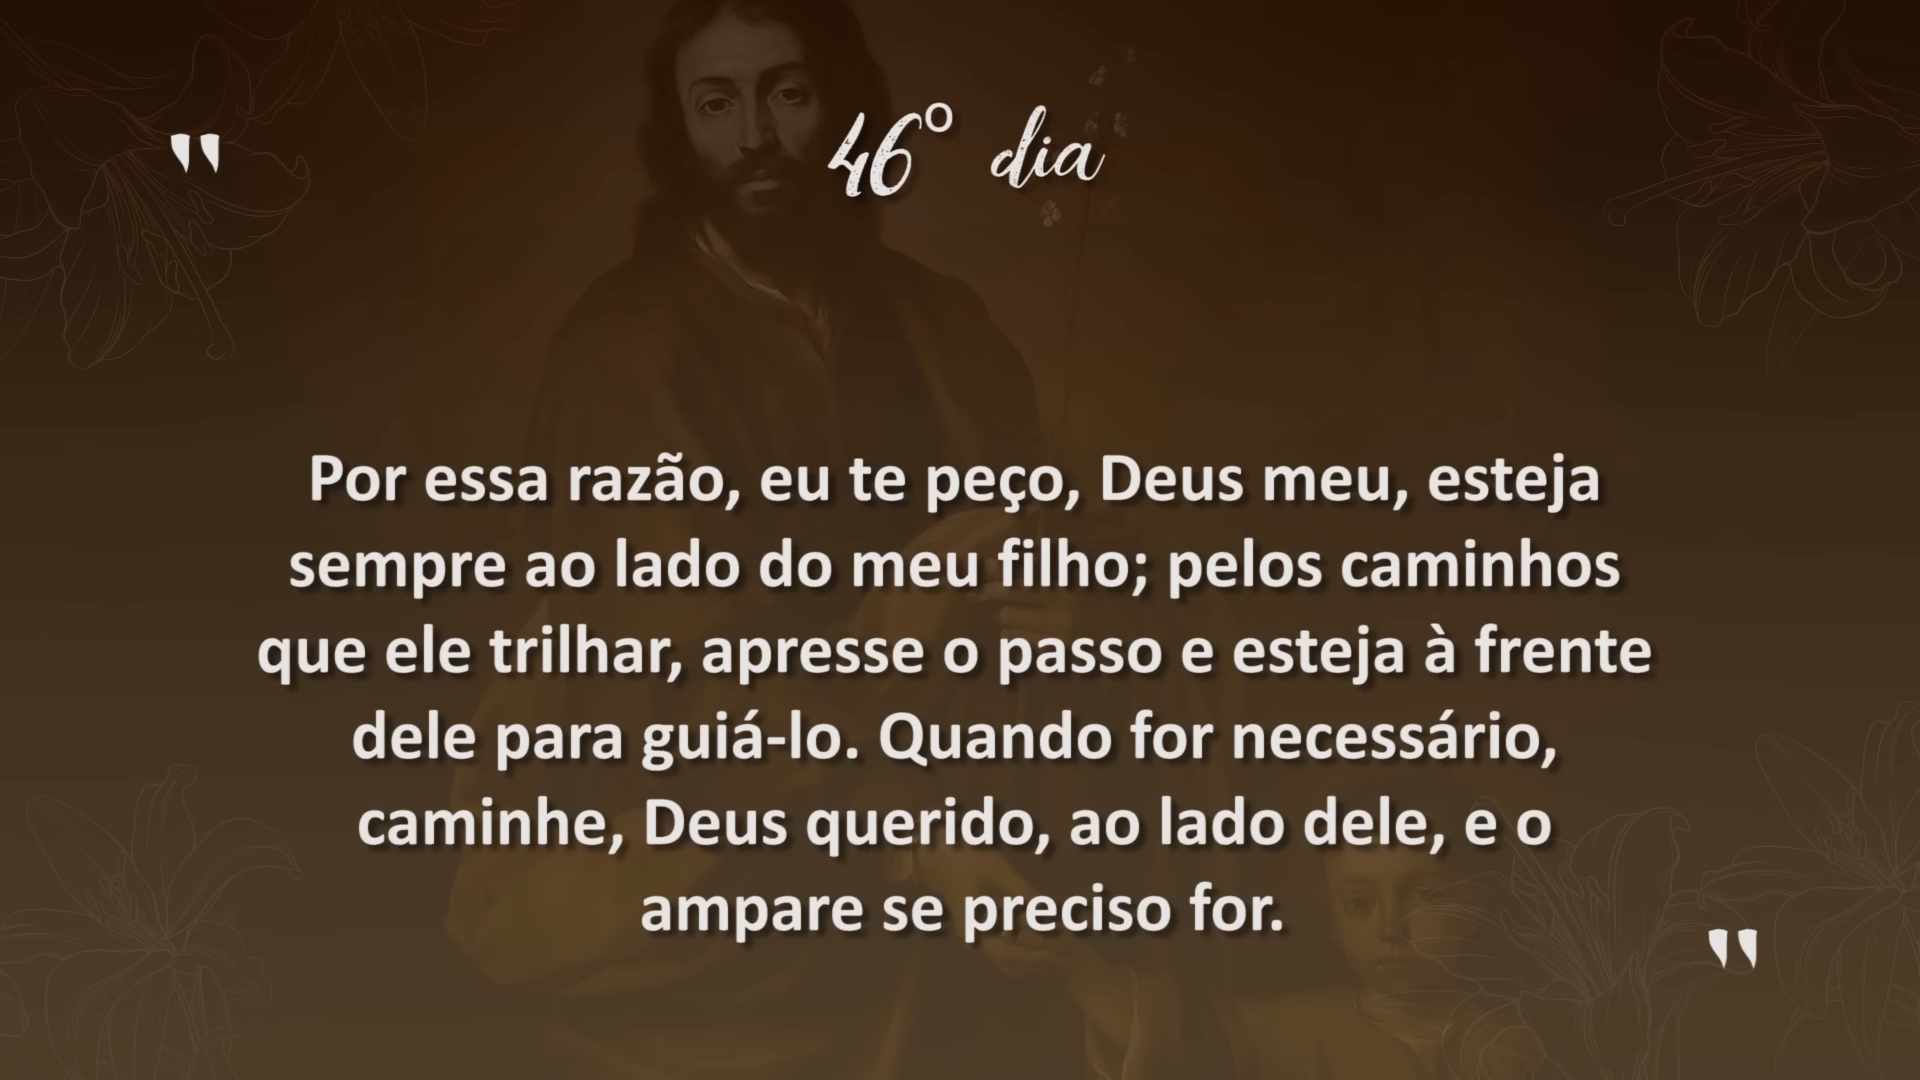 "
46º dia
Por essa razão, eu te peço, Deus meu, esteja
sempre ao lado do meu filho; pelos caminhos
que ele trilhar, apresse o passo e esteja à frente
dele para guiá-lo. Quando for necessário,
caminhe, Deus querido, ao lado dele, e o
ampare se preciso for.
"